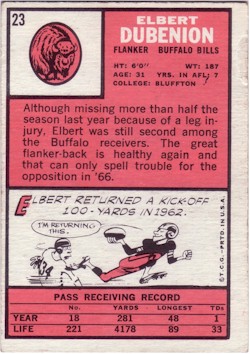 23
ELBERT
DUBENION
FLANKER BUFFALO BILLS
HT: 6'0" WT: 187
AGE: 31 YRS. IN AFL: 7
COLLEGE: BLUFFTON
Although missing more than half the
season last year because of a leg in-
jury, Elbert was still second among
the Buffalo receivers. The great
flanker-back is healthy again and
that can only spell trouble for the
opposition in '66.
ELBERT RETURNED A KICK-OFF
100-YARDS IN 1962.
I'M RETURNING
THIS.
© T.C.G.—PRTD. IN U.S.A.
PASS RECEIVING RECORD
No. YARDS LONGEST TDs
YEAR 18 281 48 1
LIFE 221 4178 89 33